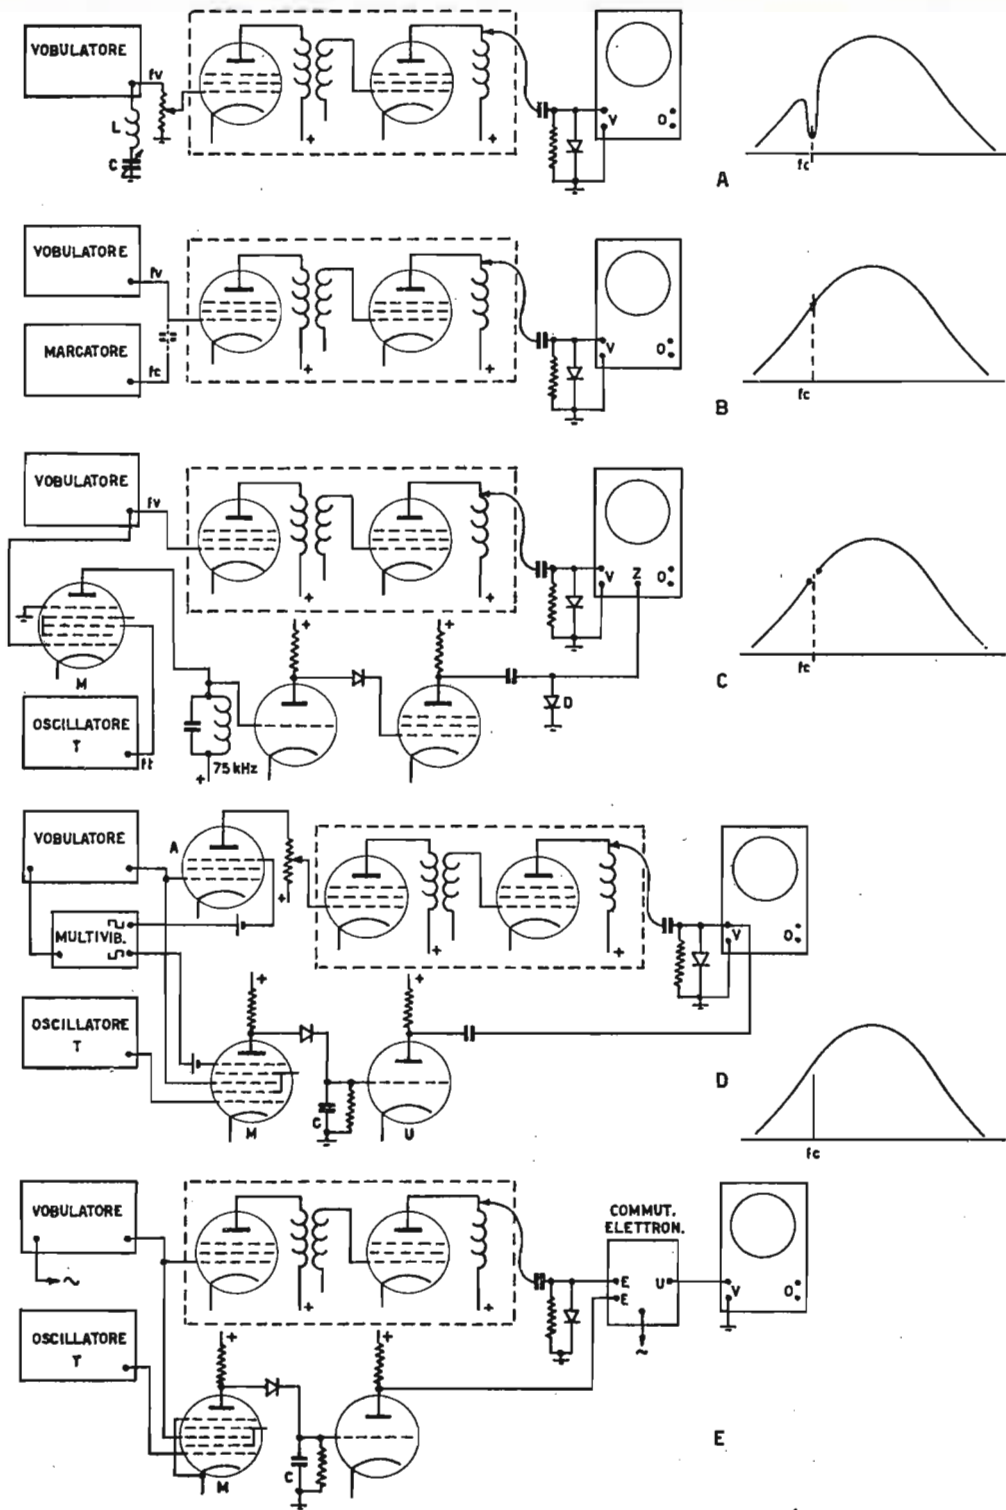 VOBULATORE
fv
L
C
+
+
V
O
A
fc
VOBULATORE
fv
MARCATORE
fc
+
+
V
O
B
fc
VOBULATORE
fv
+
+
V
Z
O
M
OSCILLATORE
T
ft
+
75 kHz
+
+
D
C
fc
VOBULATORE
A
+
MULTIVIB.
+
+
V
O
OSCILLATORE
T
+
+
M
C
U
D
fc
VOBULATORE
~
+
+
COMMUT.
ELETTRON.
E
E
U
~
V
O
OSCILLATORE
T
+
+
M
C
E